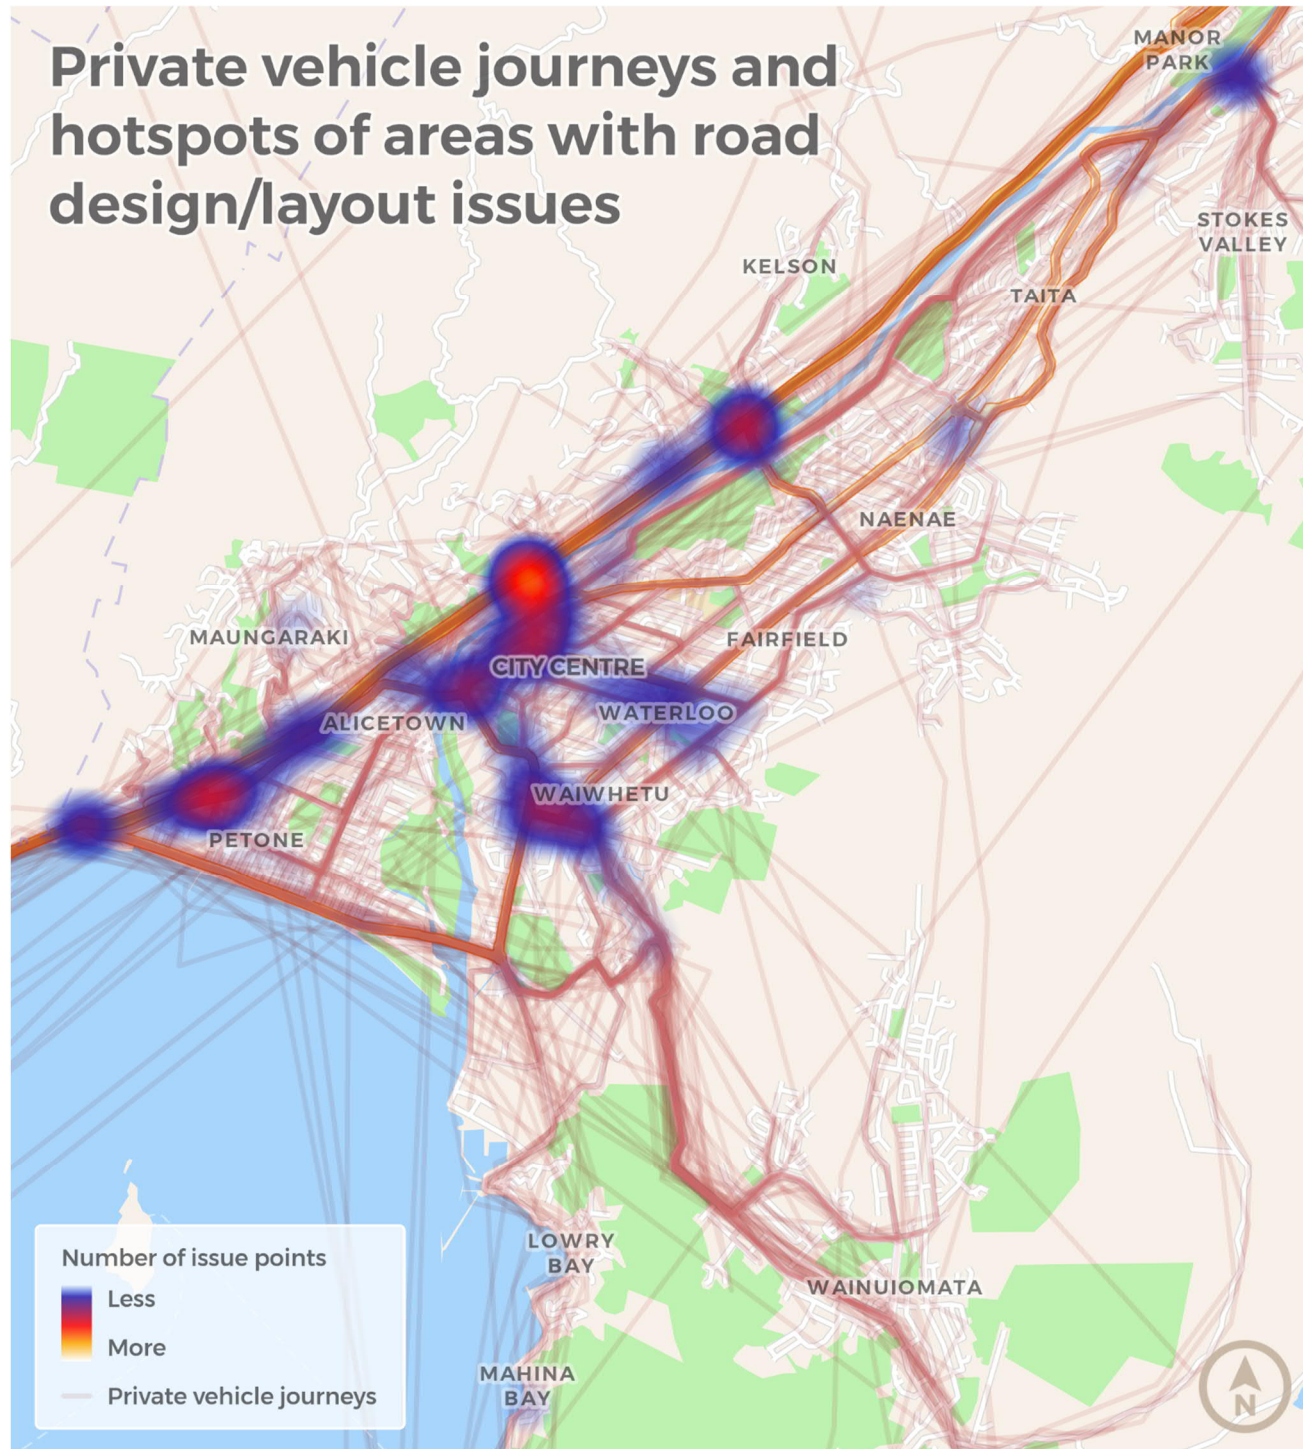 Private vehicle journeys and
hotspots of areas with road
design/layout issues
MANOR
PARK
STOKES
VALLEY
KELSON
TAITA
NAENAE
MAUNGARAKI
FAIRFIELD
CITY CENTRE
WATERLOO
ALICETOWN
WAIWHETU
PETONE
LOWRY
BAY
WAINUIOMATA
MAHINA
BAY
Number of issue points
Less
More
Private vehicle journeys
N